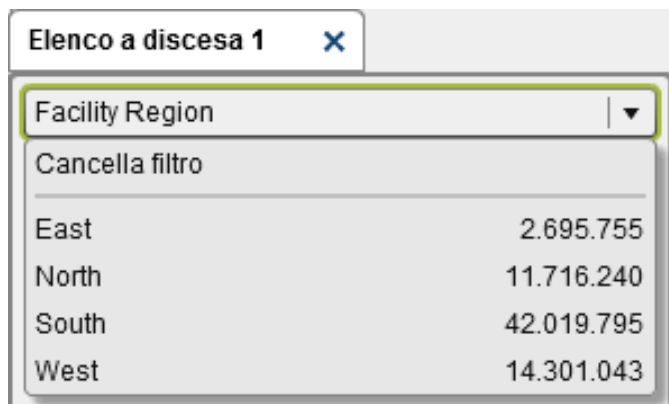 Elenco a discesa 1
Facility Region
Cancella filtro
East 2.695.755
North 11.716.240
South 42.019.795
West 14.301.043